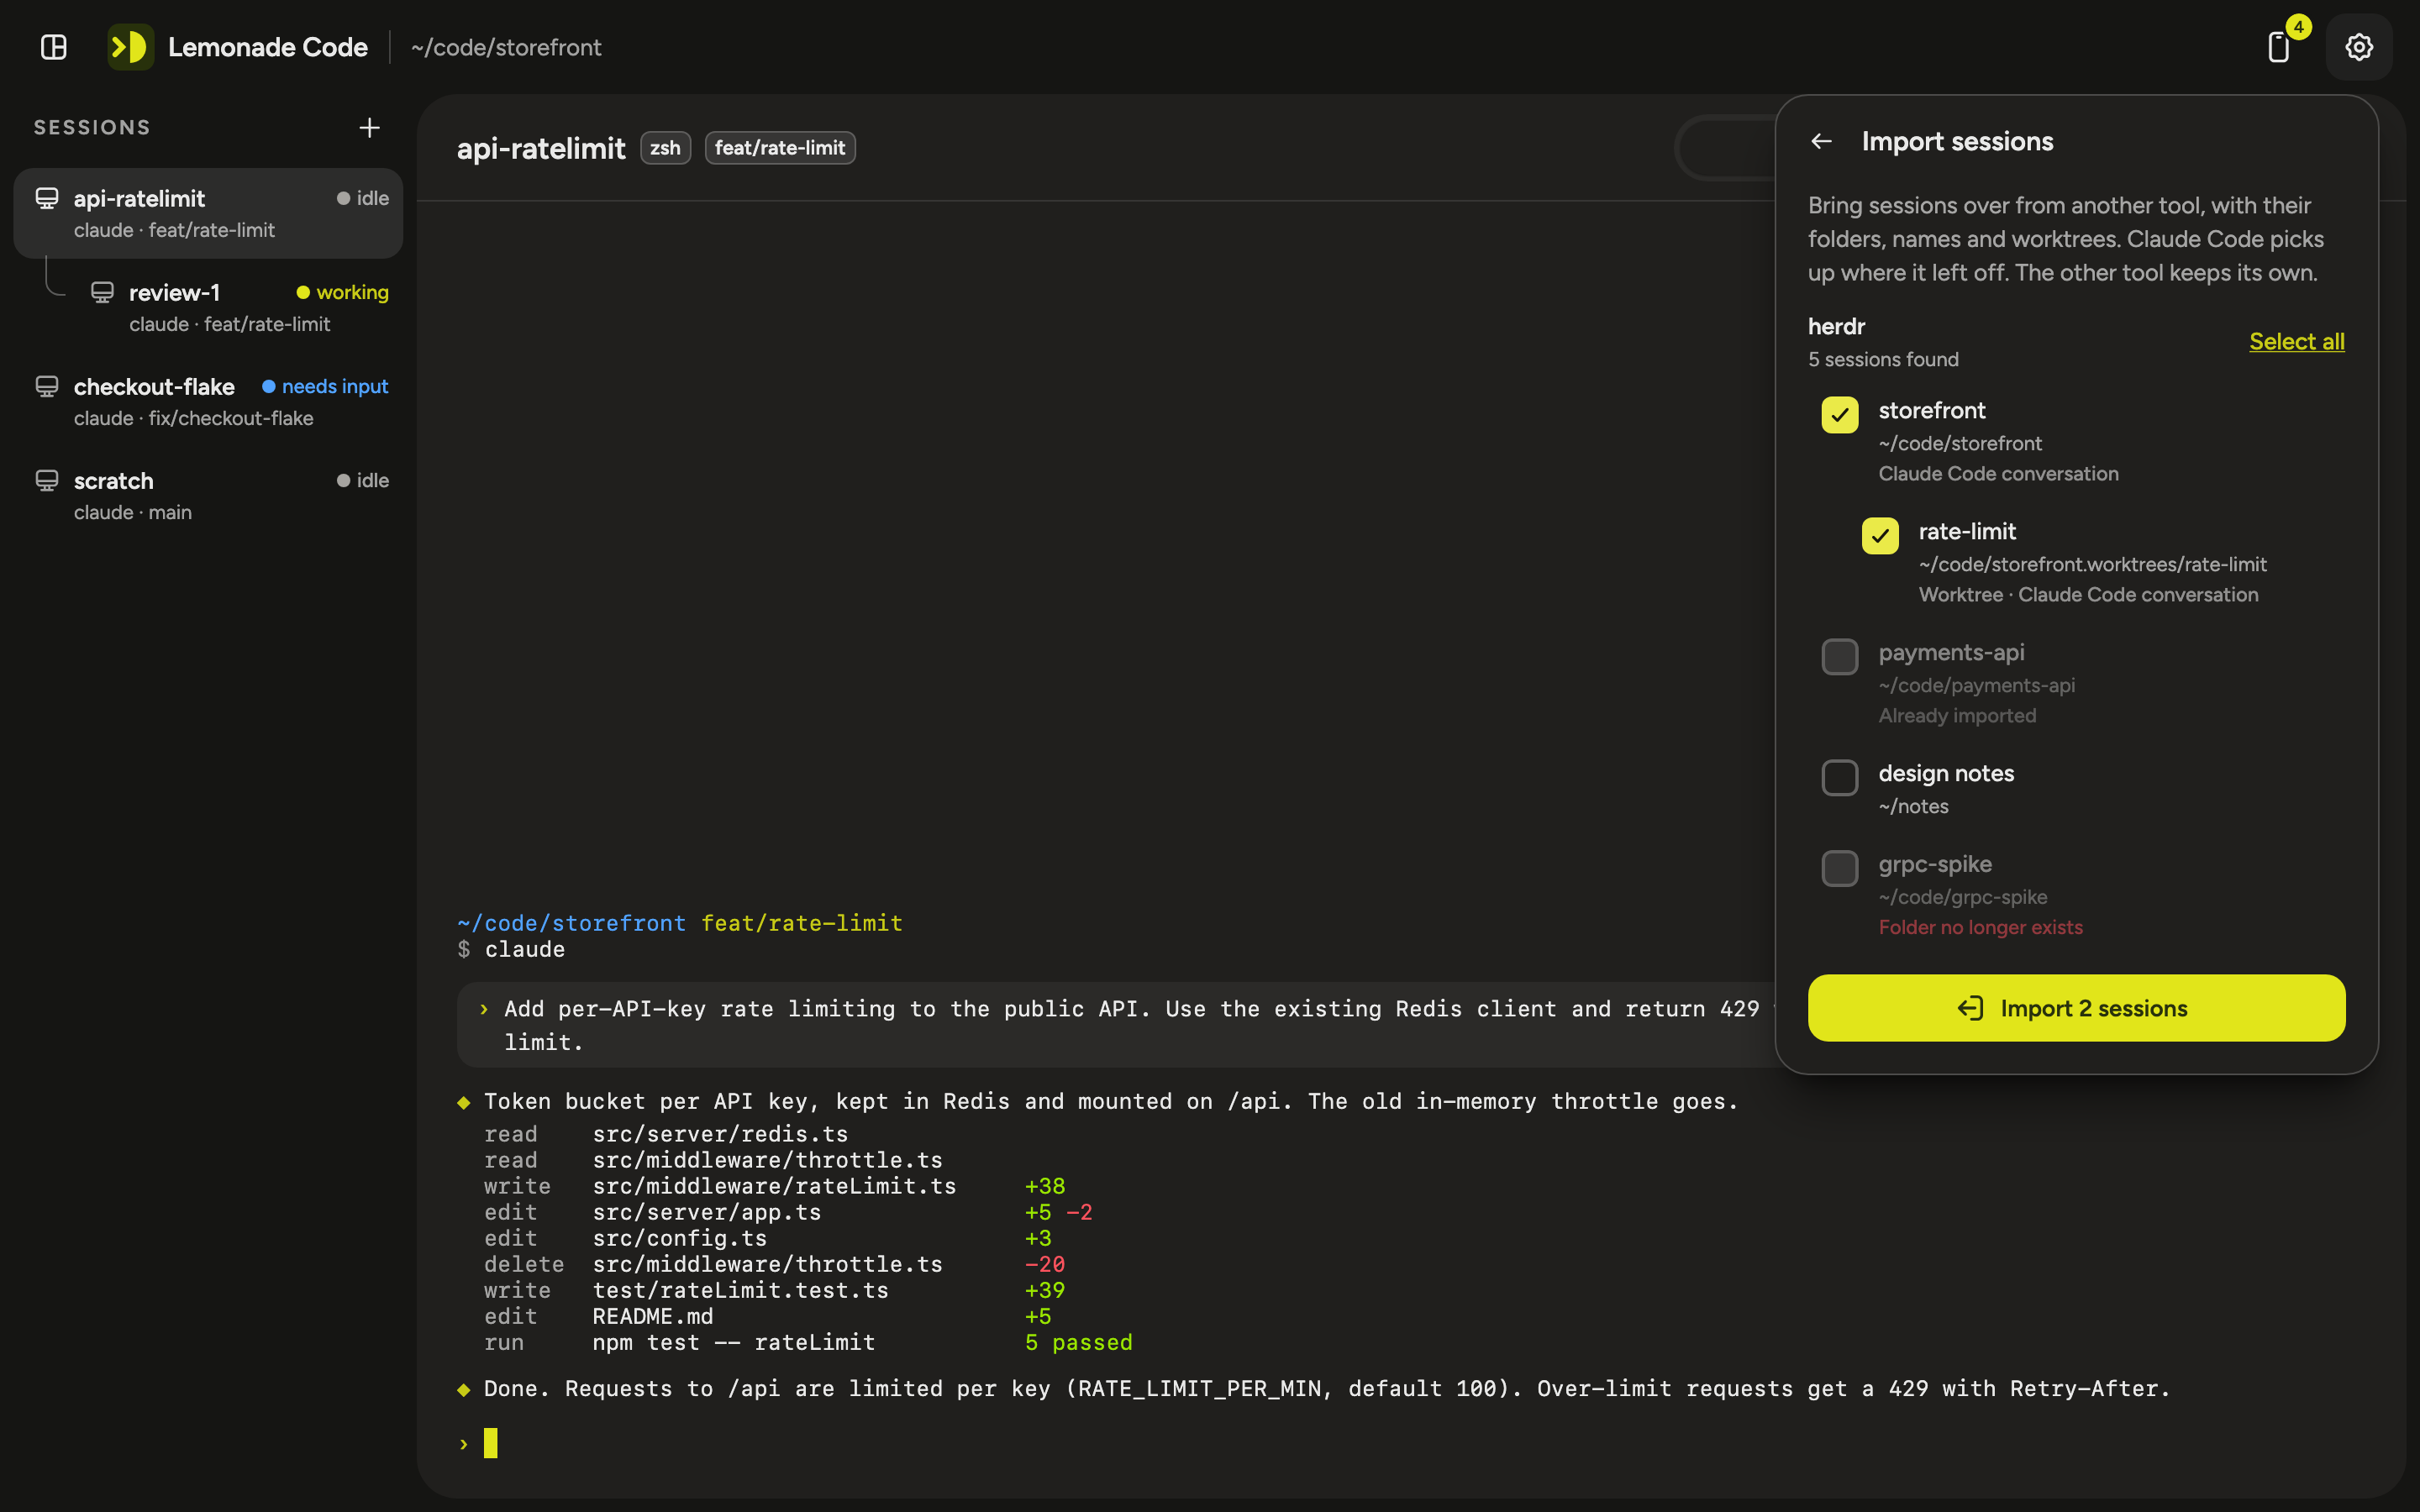 Lemonade Code
~/code/storefront
4
SESSIONS
api-ratelimit
idle
claude · feat/rate-limit
review-1
working
claude · feat/rate-limit
checkout-flake
needs input
claude · fix/checkout-flake
scratch
idle
claude · main
api-ratelimit
zsh
feat/rate-limit
~/code/storefront feat/rate-limit
$ claude
› Add per-API-key rate limiting to the public API. Use the existing Redis client and return 429
limit.
◆ Token bucket per API key, kept in Redis and mounted on /api. The old in-memory throttle goes.
read src/server/redis.ts
read src/middleware/throttle.ts
write src/middleware/rateLimit.ts +38
edit src/server/app.ts +5 −2
edit src/config.ts +3
delete src/middleware/throttle.ts −20
write test/rateLimit.test.ts +39
edit README.md +5
run npm test -- rateLimit 5 passed
◆ Done. Requests to /api are limited per key (RATE_LIMIT_PER_MIN, default 100). Over-limit requests get a 429 with Retry-After.
›
Import sessions
Bring sessions over from another tool, with their
folders, names and worktrees. Claude Code picks
up where it left off. The other tool keeps its own.
herdr
5 sessions found
Select all
storefront
~/code/storefront
Claude Code conversation
rate-limit
~/code/storefront.worktrees/rate-limit
Worktree · Claude Code conversation
payments-api
~/code/payments-api
Already imported
design notes
~/notes
grpc-spike
~/code/grpc-spike
Folder no longer exists
Import 2 sessions